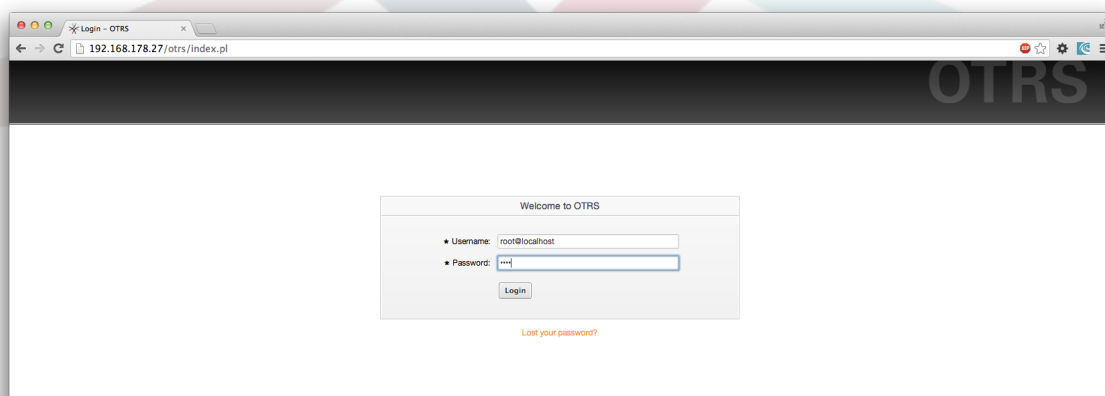 Login - OTRS
192.168.178.27/otrs/index.pl
ABP
OTRS
Welcome to OTRS
★ Username: root@localhost
★ Password: ••••
Login
Lost your password?